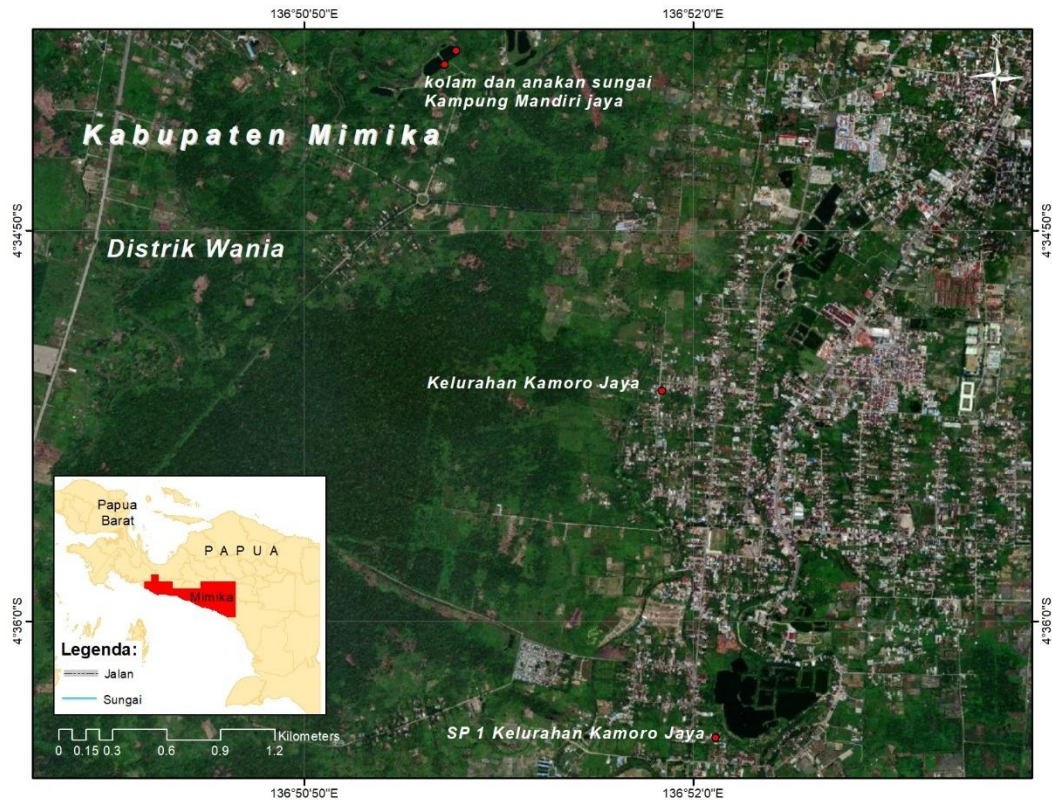 136°50'50"E
136°52'0"E
kolam dan anakan sungai
Kampung Mandiri jaya
Kabupaten Mimika
4°34'50"S
4°34'50"S
Distrik Wania
Kelurahan Kamoro Jaya
Papua
Barat
PAPUA
Mimika
4°36'0"S
4°36'0"S
Legenda:
Jalan
Sungai
SP 1 Kelurahan Kamoro Jaya
Kilometers
0 0.15 0.3 0.6 0.9 1.2
136°50'50"E
136°52'0"E